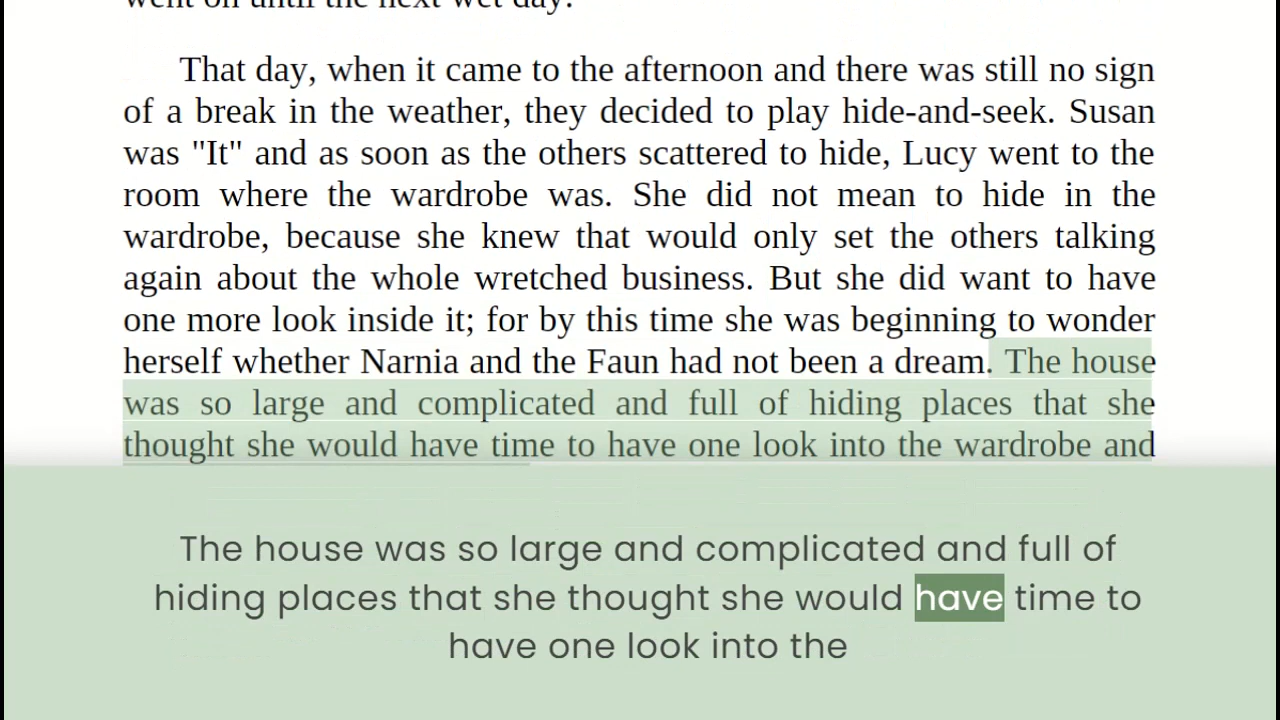 went on until the next wet day.
That day, when it came to the afternoon and there was still no sign
of a break in the weather, they decided to play hide-and-seek. Susan
was "It" and as soon as the others scattered to hide, Lucy went to the
room where the wardrobe was. She did not mean to hide in the
wardrobe, because she knew that would only set the others talking
again about the whole wretched business. But she did want to have
one more look inside it; for by this time she was beginning to wonder
herself whether Narnia and the Faun had not been a dream. The house
was so large and complicated and full of hiding places that she
thought she would have time to have one look into the wardrobe and
The house was so large and complicated and full of
hiding places that she thought she would have time to
have one look into the